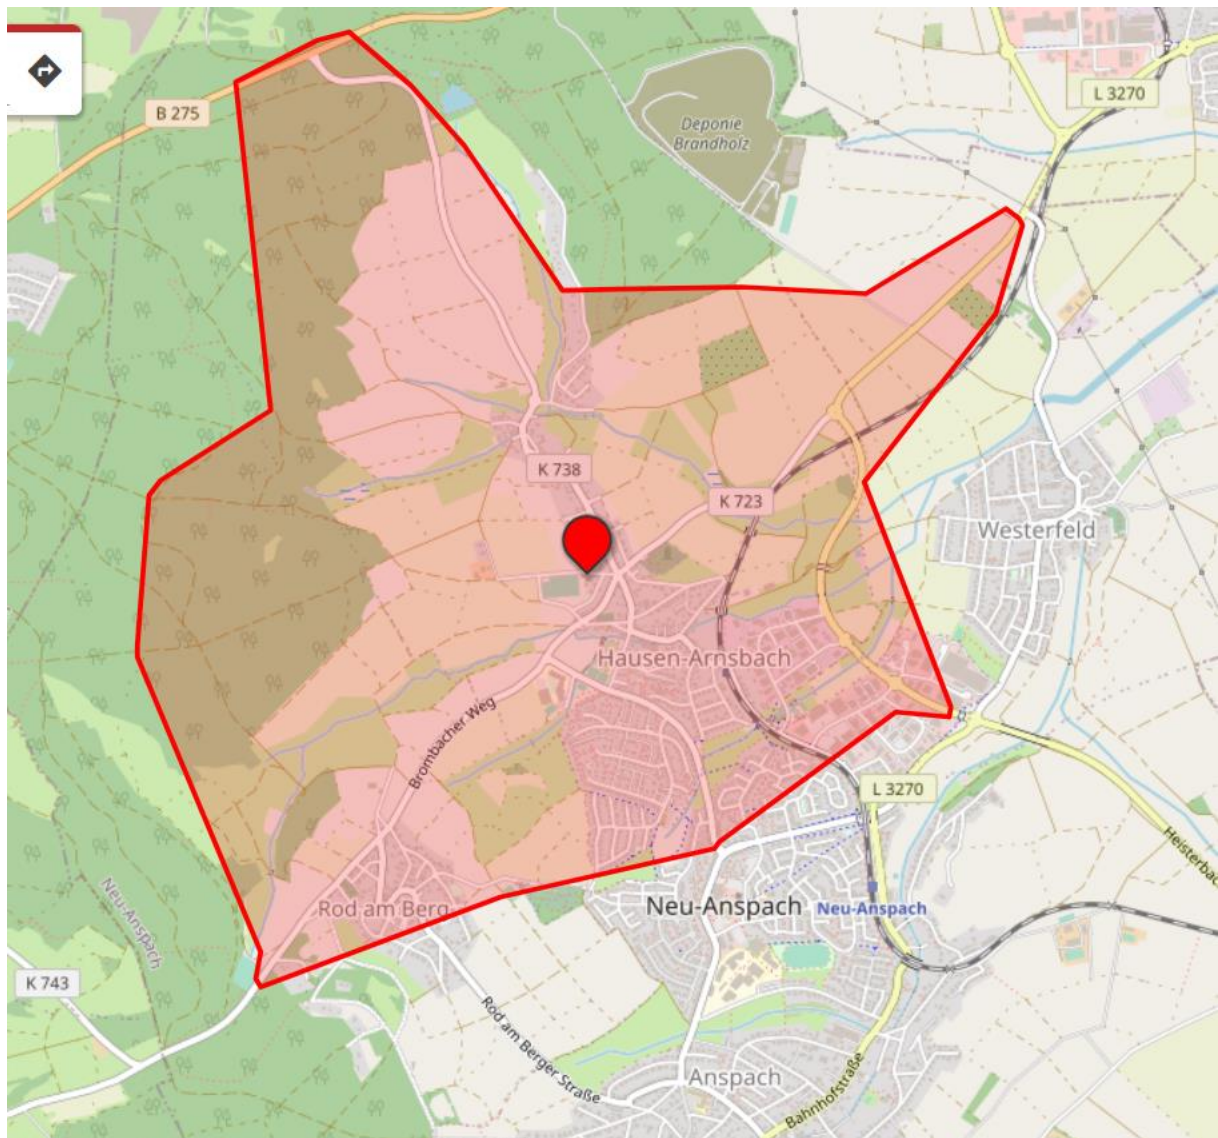 B 275
L 3270
Deponie
Brandholz
K 738
K 723
Westerfeld
Hausen-Arnsbach
Brombacher Weg
L 3270
Heisterbac
Neu-Anspach
Rod am Berg
Neu-Anspach
Neu-Anspach
K 743
Rod am Berger Straße
Anspach
Bahnhofstraße